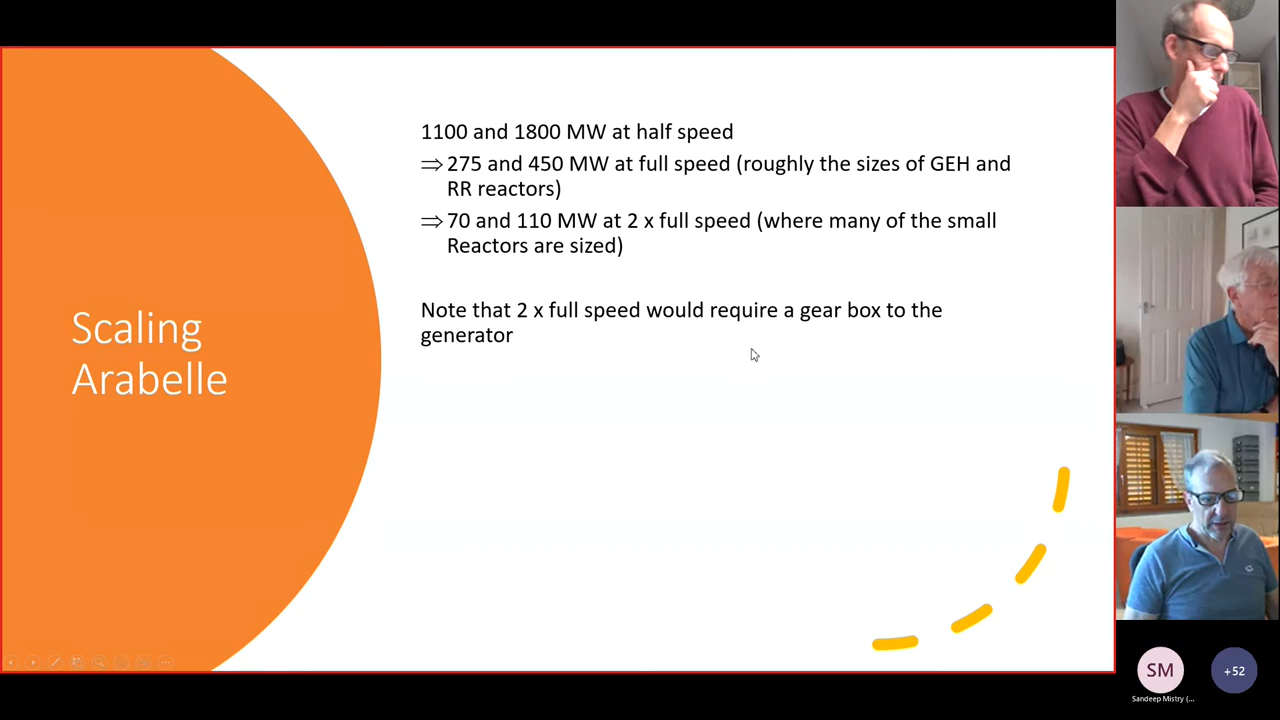 Scaling
Arabelle
1100 and 1800 MW at half speed
⇒ 275 and 450 MW at full speed (roughly the sizes of GEH and
RR reactors)
⇒ 70 and 110 MW at 2 x full speed (where many of the small
Reactors are sized)
Note that 2 x full speed would require a gear box to the
generator
SM
Sandeep Mistry (...
+52